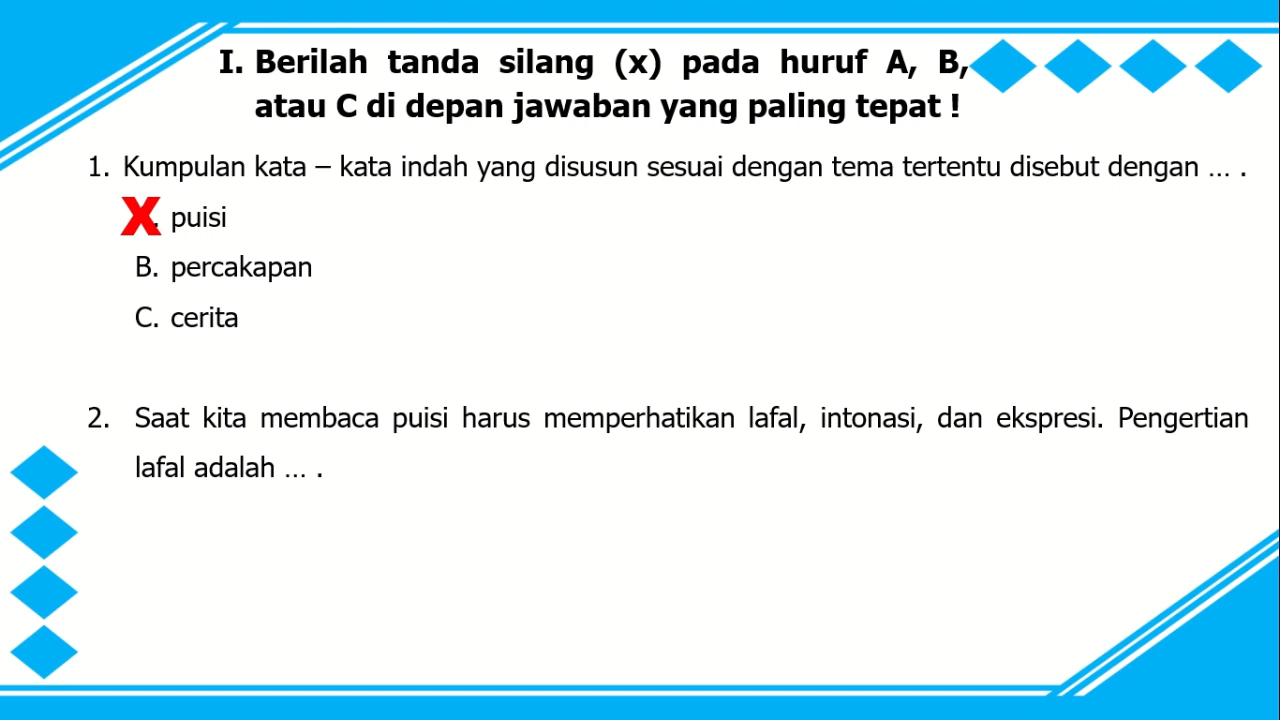 I. Berilah tanda silang (x) pada huruf A, B,
atau C di depan jawaban yang paling tepat !
1. Kumpulan kata – kata indah yang disusun sesuai dengan tema tertentu disebut dengan ... .
X. puisi
B. percakapan
C. cerita
2. Saat kita membaca puisi harus memperhatikan lafal, intonasi, dan ekspresi. Pengertian
lafal adalah ... .